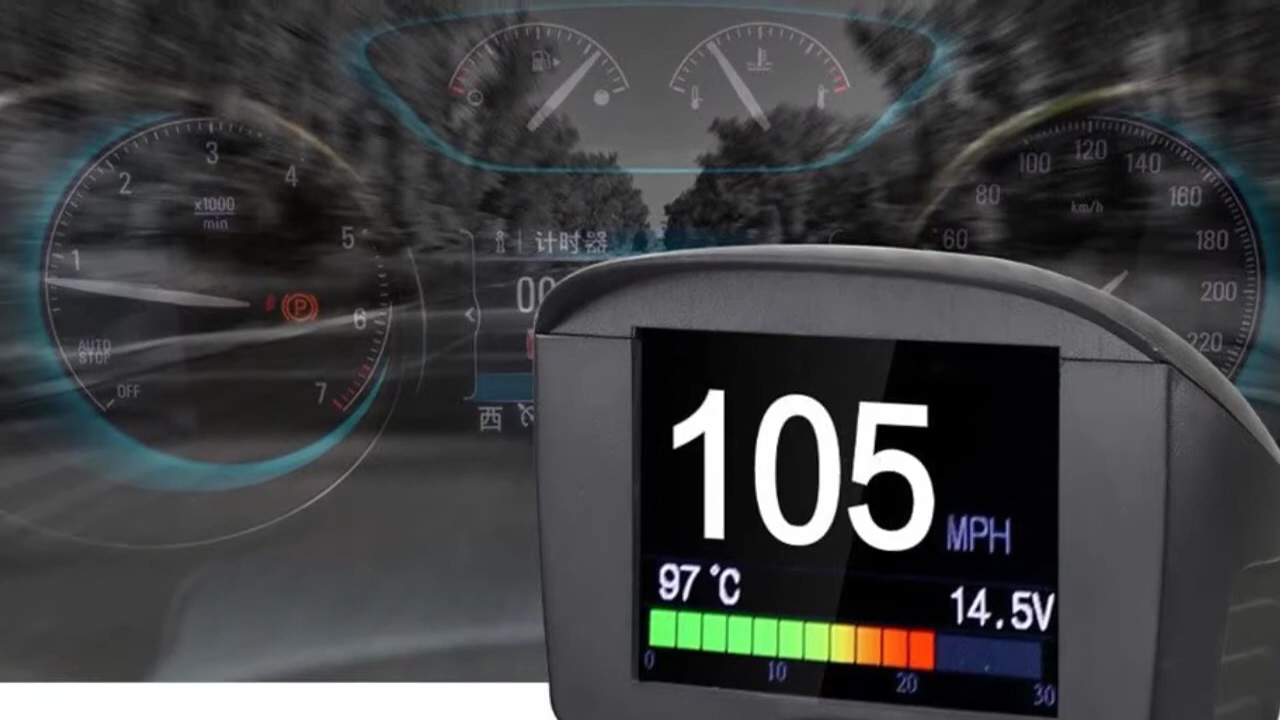 1
2
3
4
5
6
7
x1000
min
AUTO
STOP
OFF
P
计时器
00
西
60
80
100
120
140
160
180
200
220
km/h
105
MPH
97 ℃
14.5V
0
10
20
30